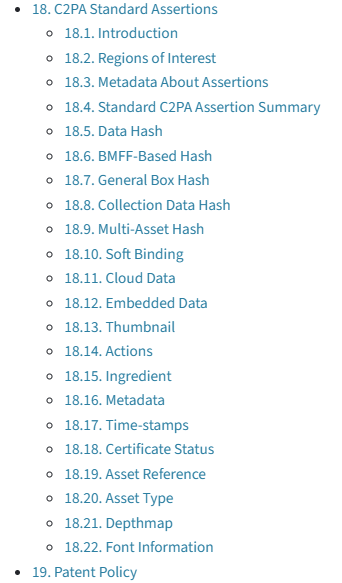 18. C2PA Standard Assertions
18.1. Introduction
18.2. Regions of Interest
18.3. Metadata About Assertions
18.4. Standard C2PA Assertion Summary
18.5. Data Hash
18.6. BMFF-Based Hash
18.7. General Box Hash
18.8. Collection Data Hash
18.9. Multi-Asset Hash
18.10. Soft Binding
18.11. Cloud Data
18.12. Embedded Data
18.13. Thumbnail
18.14. Actions
18.15. Ingredient
18.16. Metadata
18.17. Time-stamps
18.18. Certificate Status
18.19. Asset Reference
18.20. Asset Type
18.21. Depthmap
18.22. Font Information
19. Patent Policy